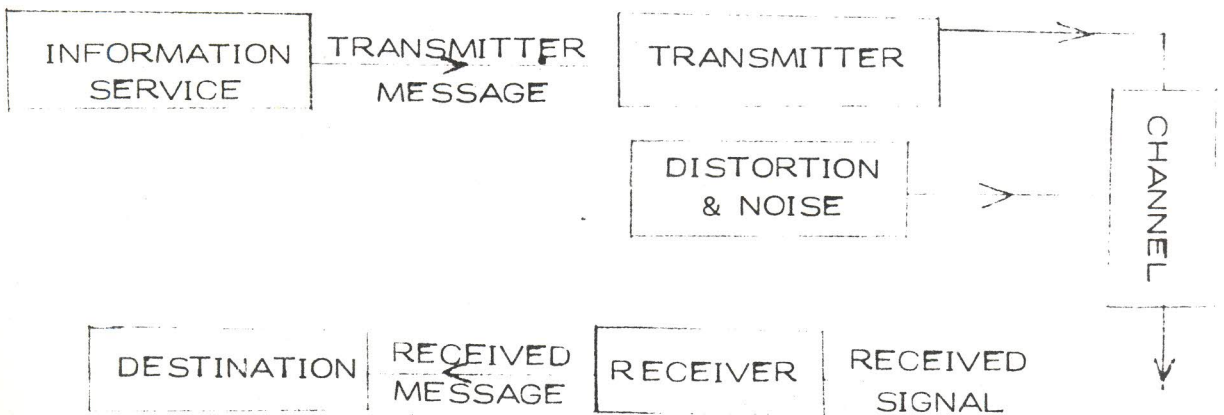 INFORMATION
SERVICE
TRANSMITTER
MESSAGE
TRANSMITTER
CHANNEL
DISTORTION
& NOISE
DESTINATION
RECEIVED
MESSAGE
RECEIVER
RECEIVED
SIGNAL